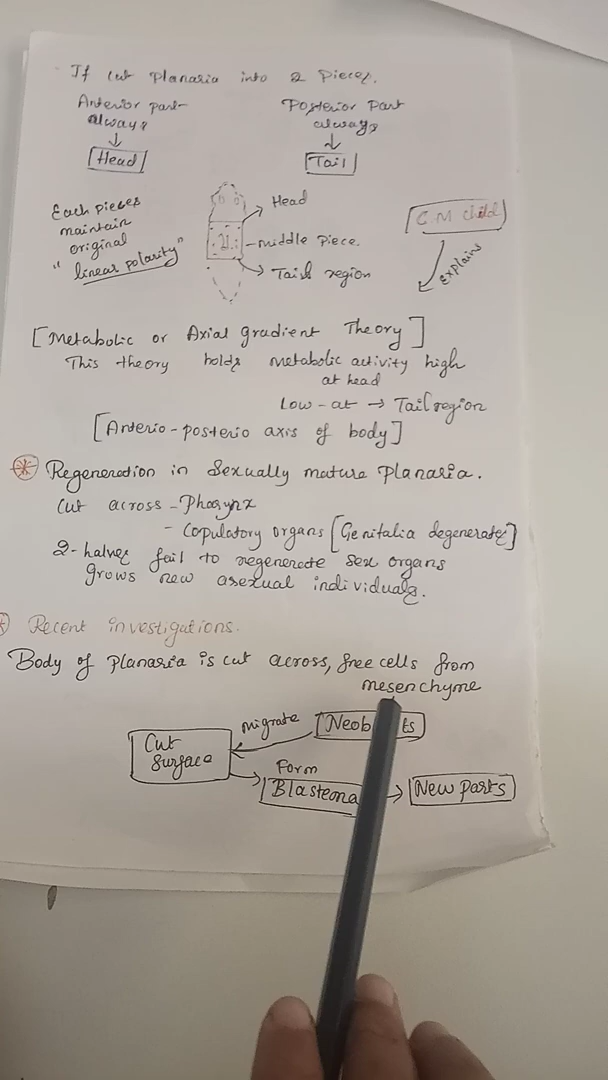 If cut Planaria into 2 Pieces.
Anterior part always
Head
Posterior Part always
Tail
Each pieces
maintain
original
"linear polarity"
Head
middle piece.
Tail region
C M child
explains
[Metabolic or Axial gradient Theory]
This theory holds metabolic activity high
at head
Low - at → Tail region
[Anterio-posterio axis of body]
Regeneration in Sexually mature Planaria.
Cut across - Pharynx
- Copulatory organs [Genitalia degenerates]
2-halves fail to regenerate sex organs
grows new asexual individuals.
Recent investigations.
Body of Planaria is cut across, free cells from
mesenchyme
migrate
Cut
Surface
Form
Blastema
New parts